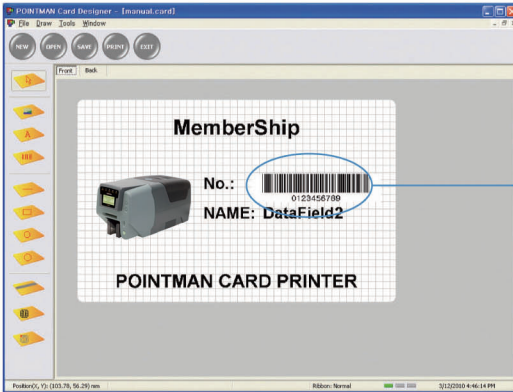 POINTMAN Card Designer - [manual.card]
File Draw Tools Window
NEW OPEN SAVE PRINT EXIT
Front Back
A
MemberShip
No.:
0123456789
NAME: DataField2
POINTMAN CARD PRINTER
Position(X, Y): (103.78, 56.29) mm Ribbon: Normal 3/12/2010 4:46:14 PM